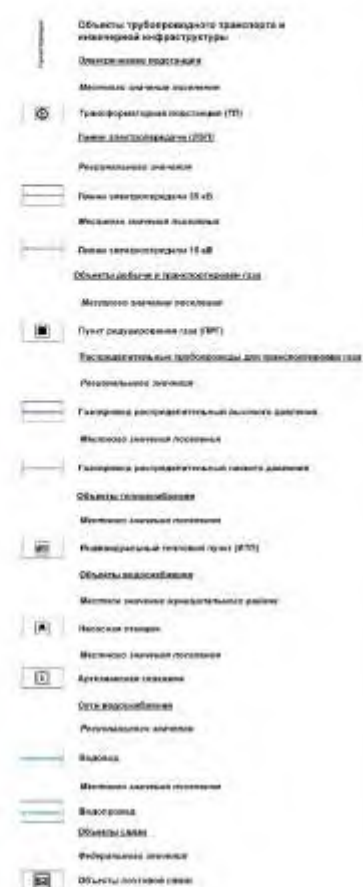 Объекты трубопроводного транспорта и
инженерной инфраструктуры
Электрические подстанции
Местного значения поселения
Трансформаторная подстанция (ТП)
Линии электропередачи (ЛЭП)
Регионального значения
Линии электропередачи 35 кВ
Местного значения поселения
Линии электропередачи 10 кВ
Объекты добычи и транспортировки газа
Местного значения поселения
Пункт редуцирования газа (ПРГ)
Распределительные трубопроводы для транспортировки газа
Регионального значения
Газопровод распределительный высокого давления
Местного значения поселения
Газопровод распределительный низкого давления
Объекты теплоснабжения
Местного значения поселения
Индивидуальный тепловой пункт (ИТП)
Объекты водоснабжения
Местного значения муниципального района
Насосная станция
Местного значения поселения
Артезианская скважина
Сети водоснабжения
Регионального значения
Водовод
Местного значения поселения
Водопровод
Объекты связи
Федерального значения
Объекты почтовой связи